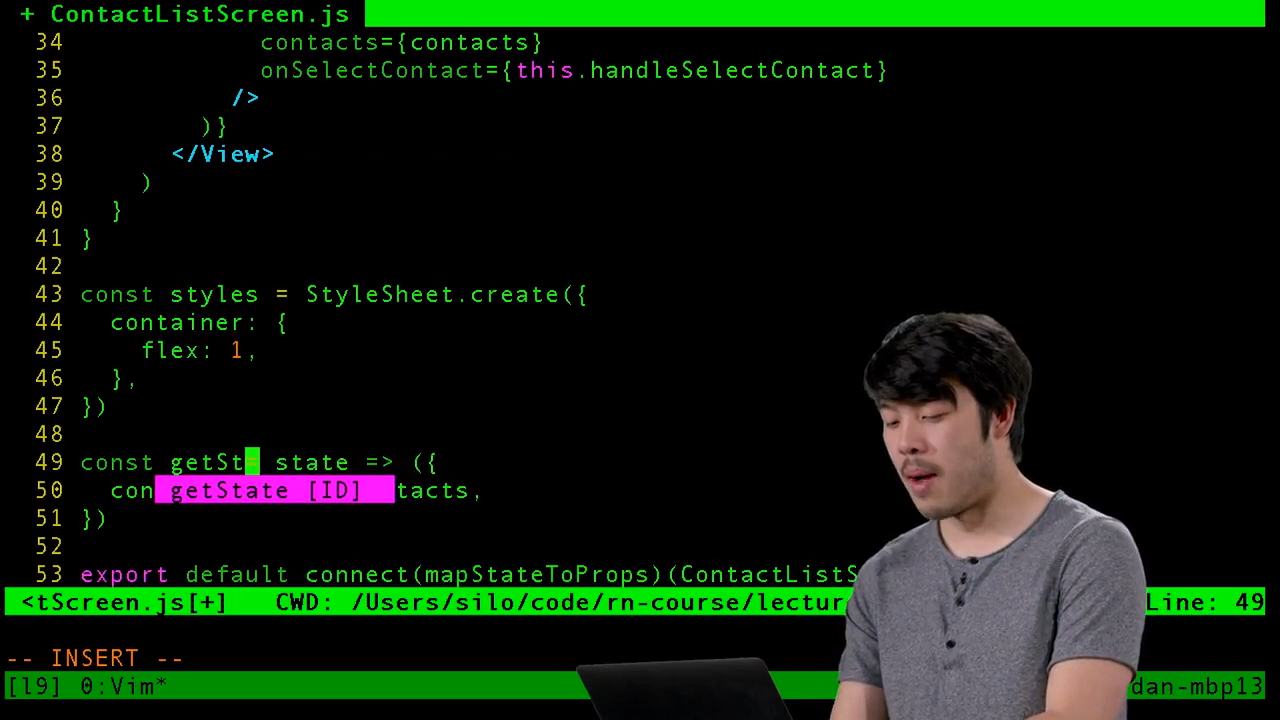 + ContactListScreen.js
34 contacts={contacts}
35 onSelectContact={this.handleSelectContact}
36 />
37 )}
38 </View>
39 )
40 }
41 }
42
43 const styles = StyleSheet.create({
44 container: {
45 flex: 1,
46 },
47 })
48
49 const getSt= state => ({
50 con getState [ID] tacts,
51 })
52
53 export default connect(mapStateToProps)(ContactListS
<tScreen.js[+] CWD: /Users/silo/code/rn-course/lectur Line: 49
-- INSERT --
[l9] 0:Vim* dan-mbp13